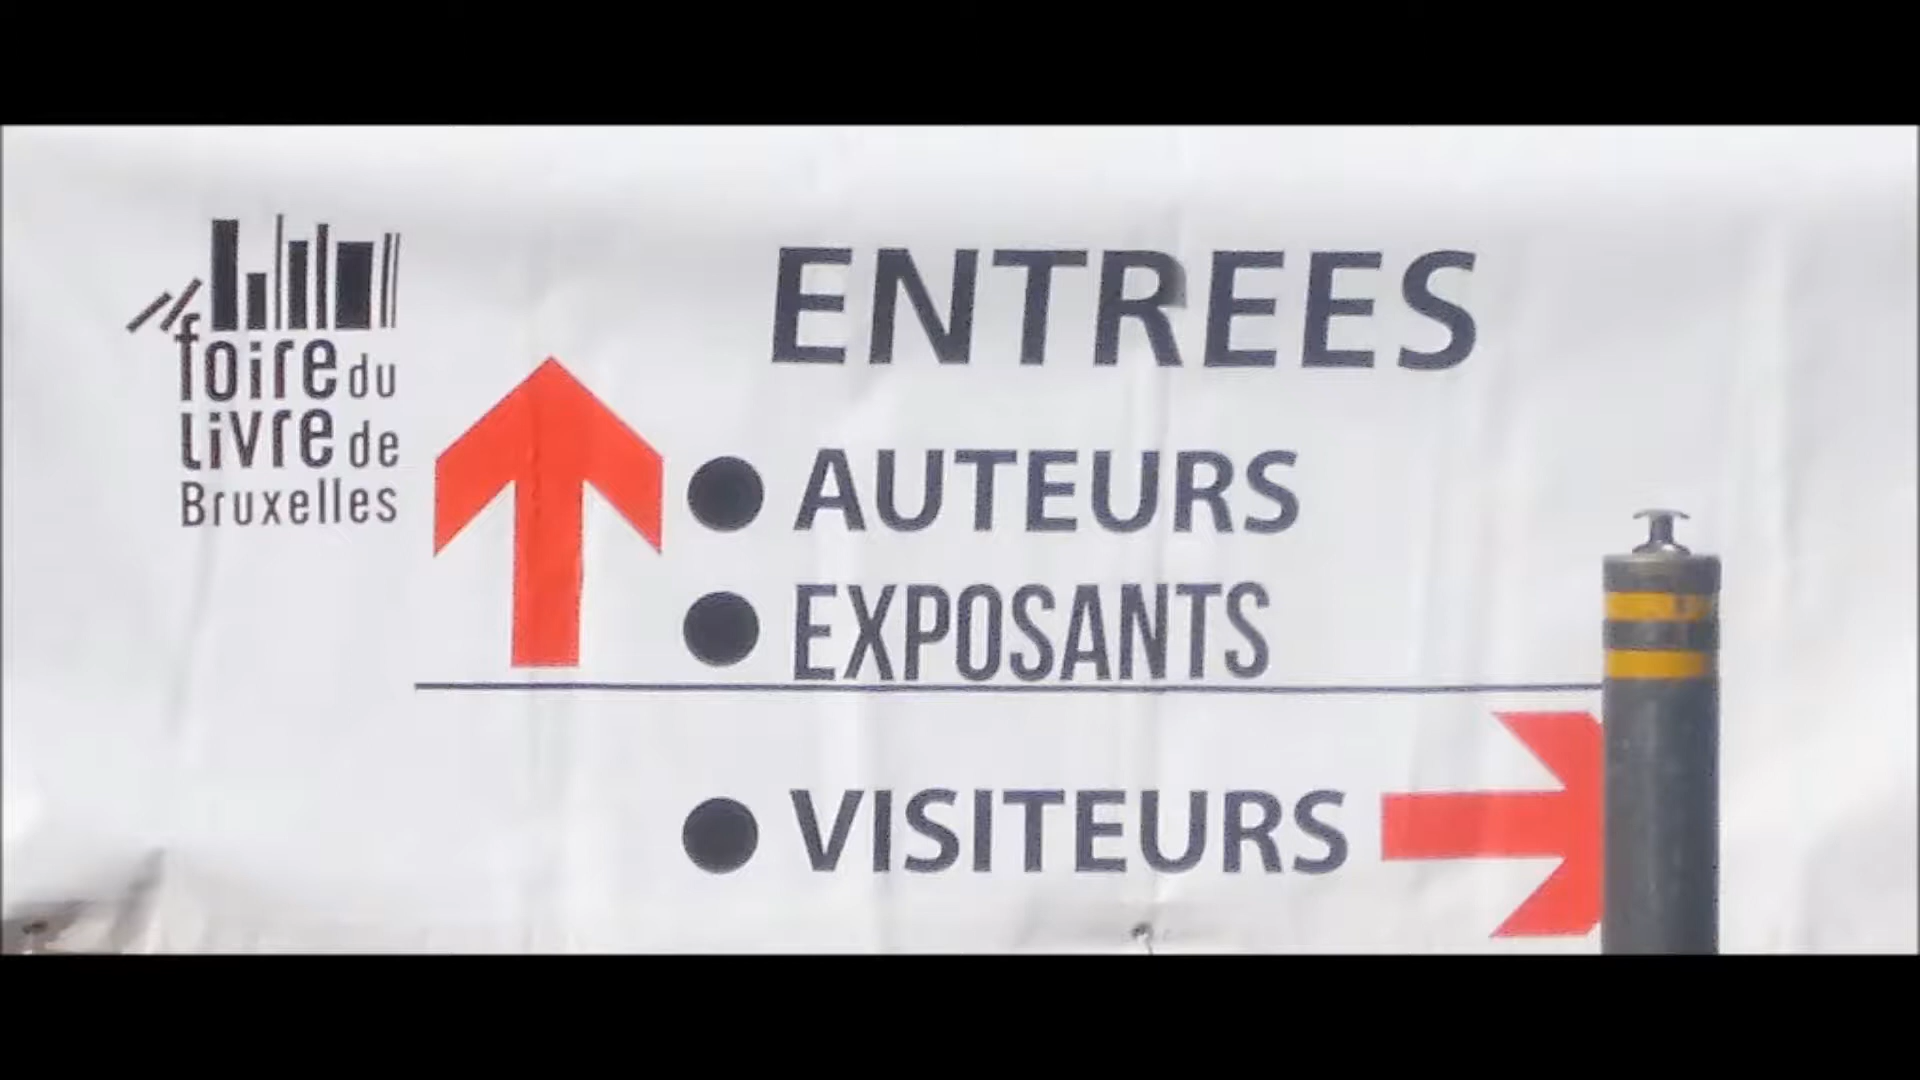 foire du
Livre de
Bruxelles
ENTREES
AUTEURS
EXPOSANTS
VISITEURS